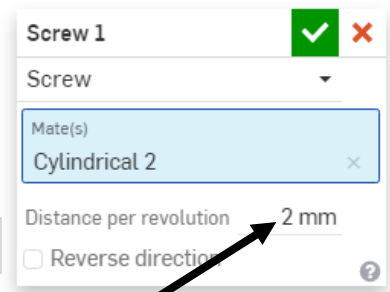 Screw 1
Screw
Mate(s)
Cylindrical 2
Distance per revolution 2 mm
Reverse direction